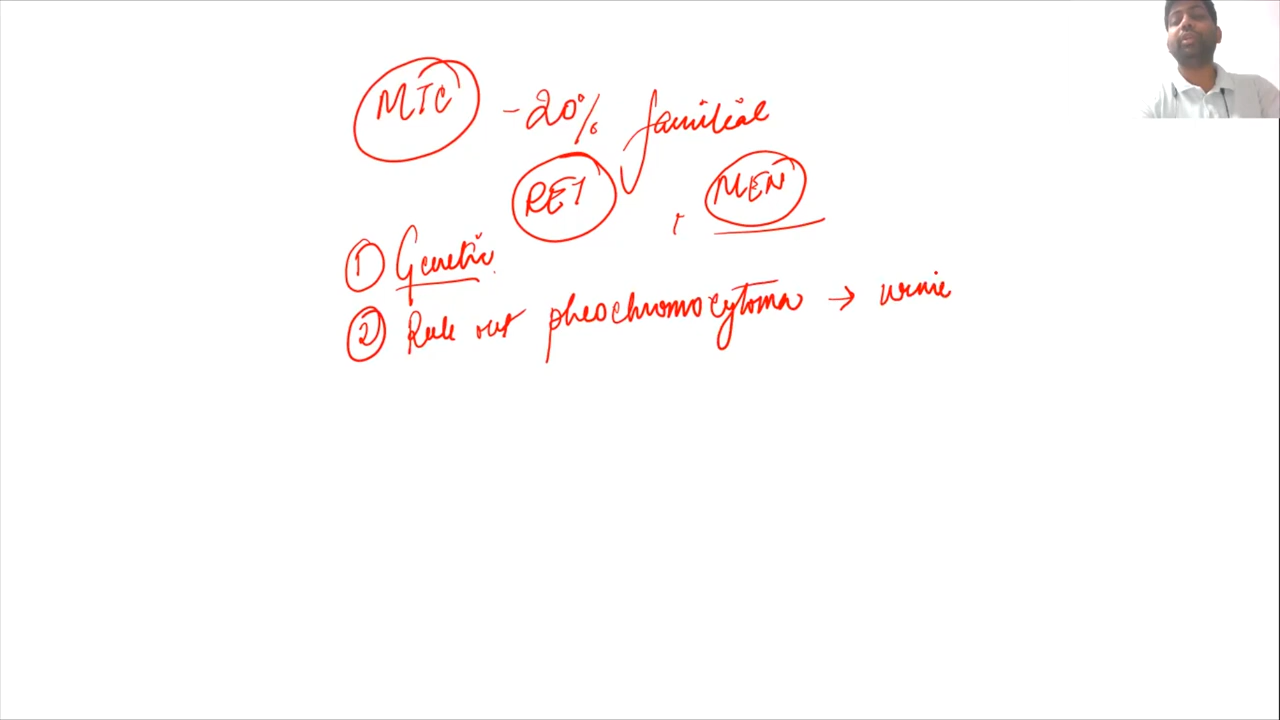 MTC - 20% familial
RET MEN
① Genetic
② Rule out pheochromocytoma → urine